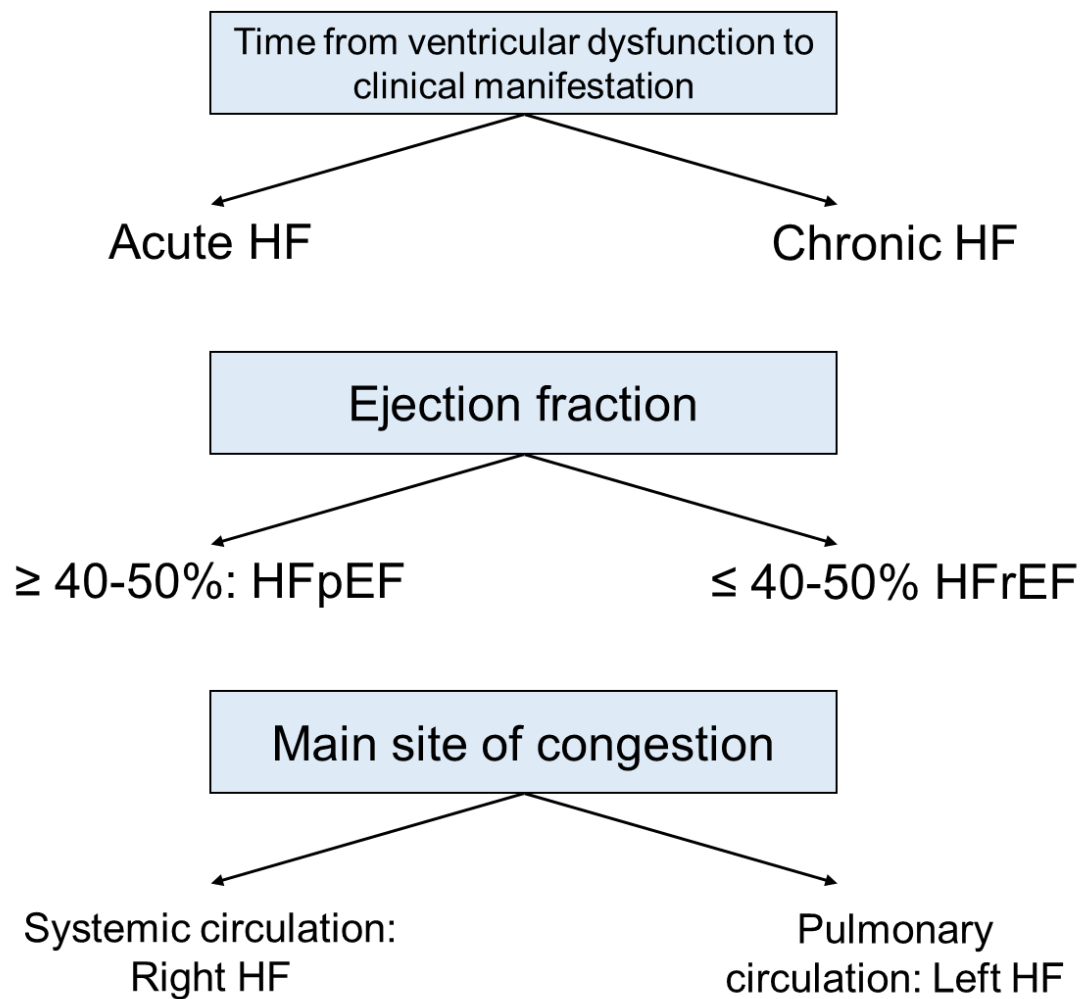 Time from ventricular dysfunction to
clinical manifestation
Acute HF
Chronic HF
Ejection fraction
≥ 40-50%: HFpEF
≤ 40-50% HFrEF
Main site of congestion
Systemic circulation:
Right HF
Pulmonary
circulation: Left HF